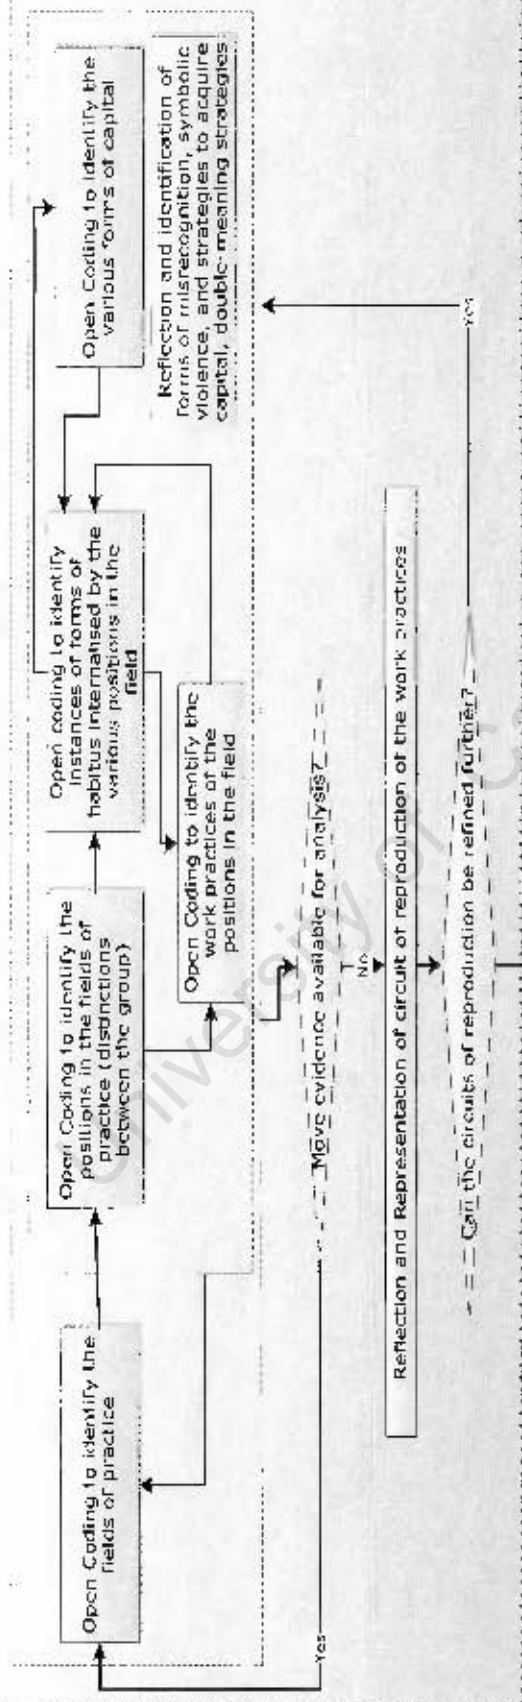 Open Coding to identify the
fields of practice
Open Coding to identify the
positions in the fields of
practice (distinctions
between the group)
Open coding to identify
instances of forms of
habitus internalised by the
various positions in the
field
Open Coding to identify the
various forms of capital
Open Coding to identify the
work practices of the
positions in the field
Reflection and identification of
forms of misrecognition, symbolic
violence, and strategies to acquire
capital, double-meaning strategies
Move evidence available for analysis?
Yes
No
Reflection and Representation of circuit of reproduction of the work practices
Can the circuits of reproduction be refined further?
Yes
University of